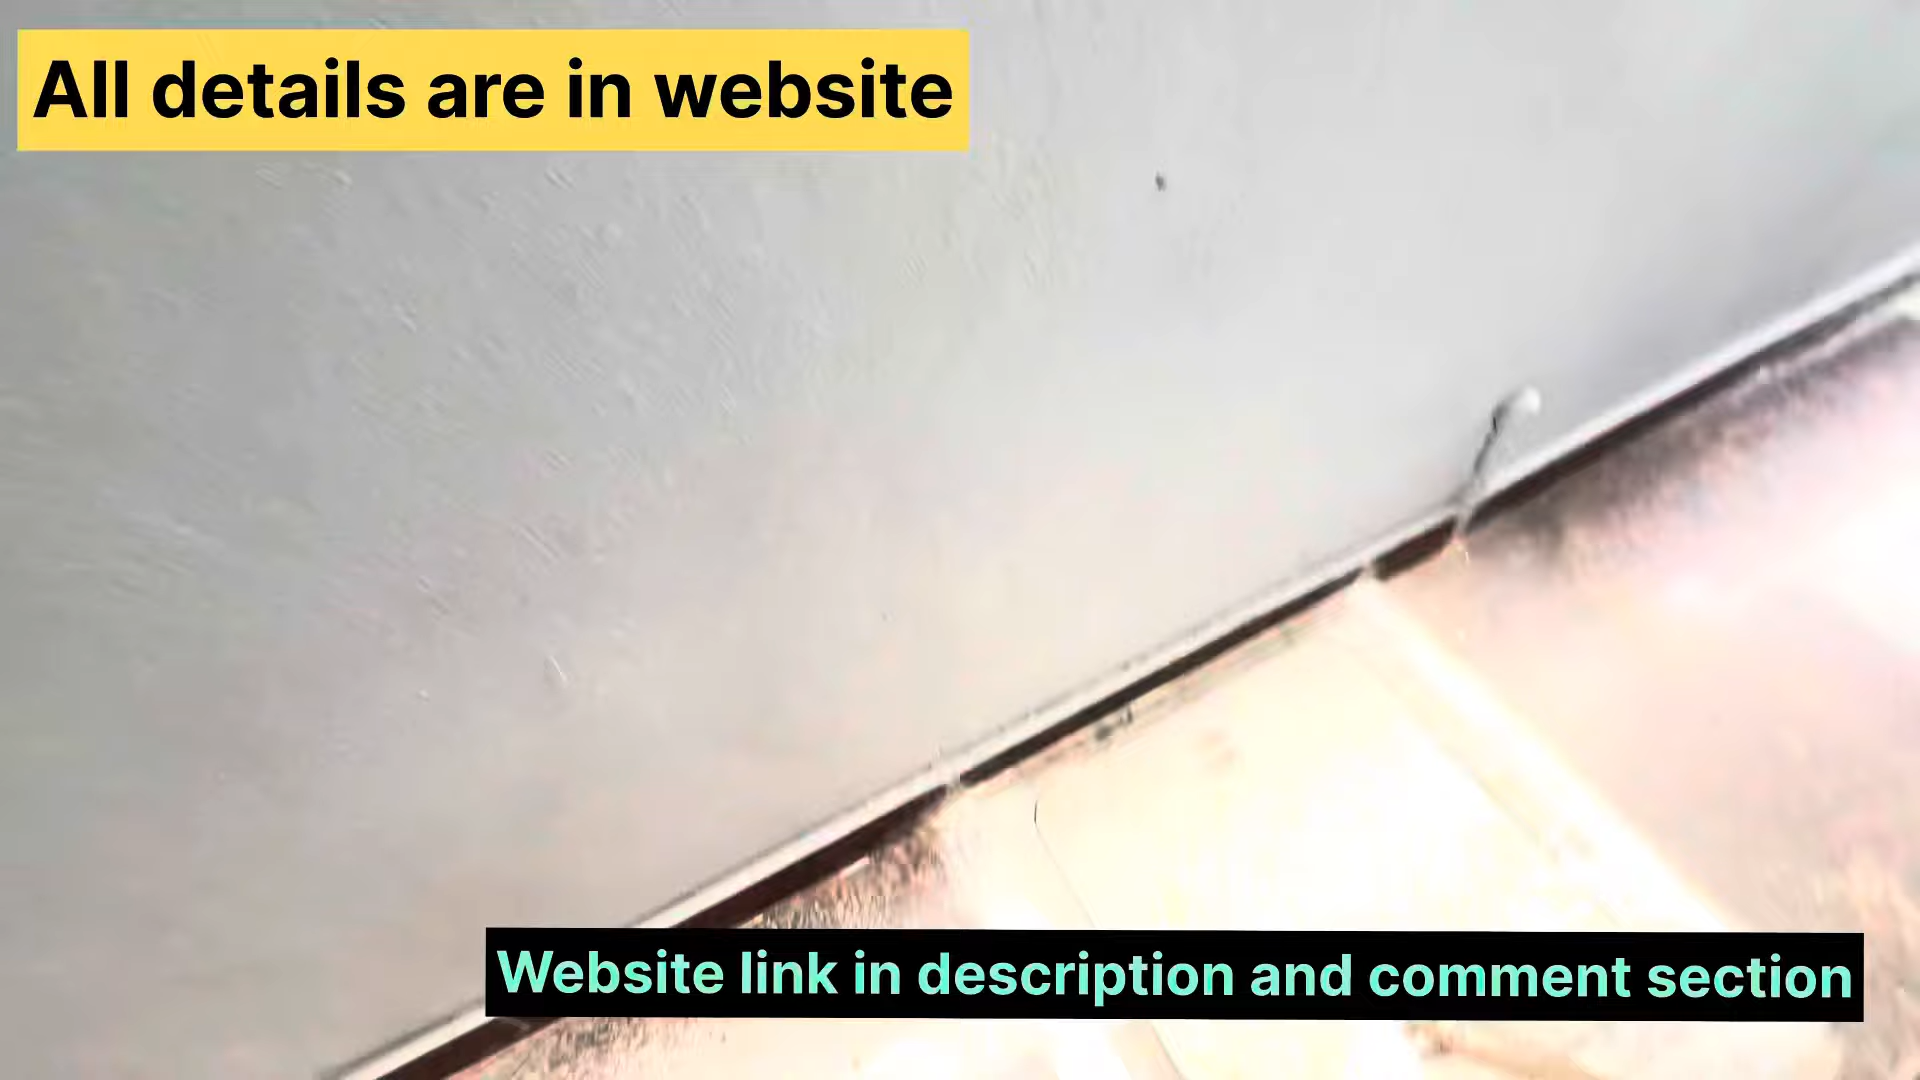 All details are in website
Website link in description and comment section